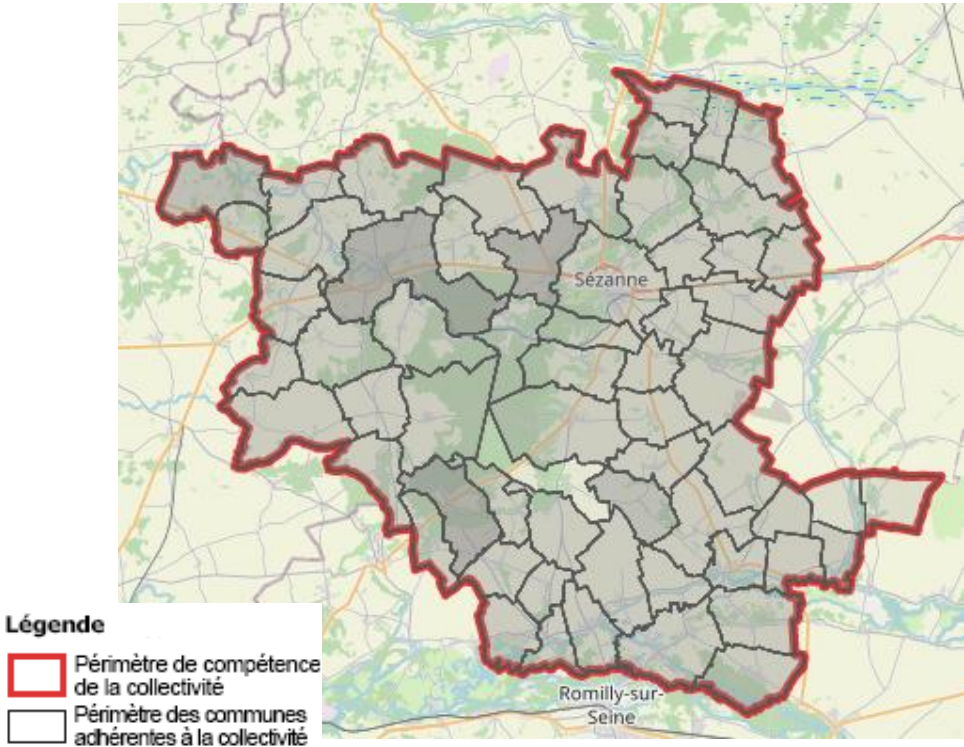 Sézanne
Romilly-sur-
Seine
Légende
Périmètre de compétence
de la collectivité
Périmètre des communes
adhérentes à la collectivité